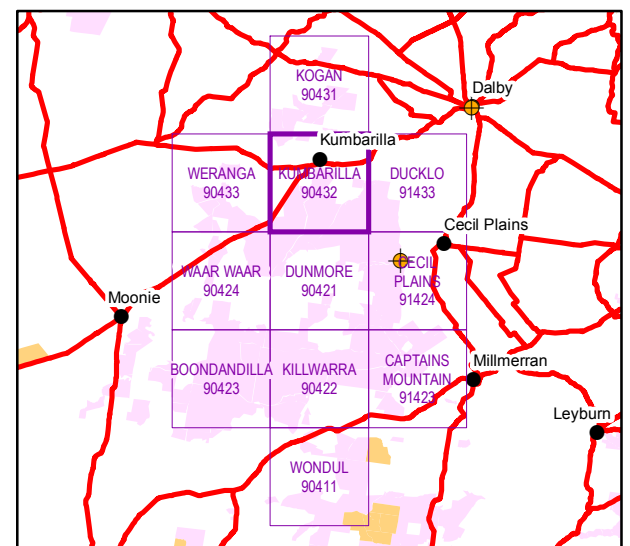 KOGAN
90431
Dalby
Kumbarilla
WERANGA
90433
KUMBARILLA
90432
DUCKLO
91433
Cecil Plains
WAAR WAAR
90424
DUNMORE
90421
CECIL
PLAINS
91424
Moonie
BOONDANDILLA
90423
KILLWARRA
90422
CAPTAINS
MOUNTAIN
91423
Millmerran
Leyburn
WONDUL
90411